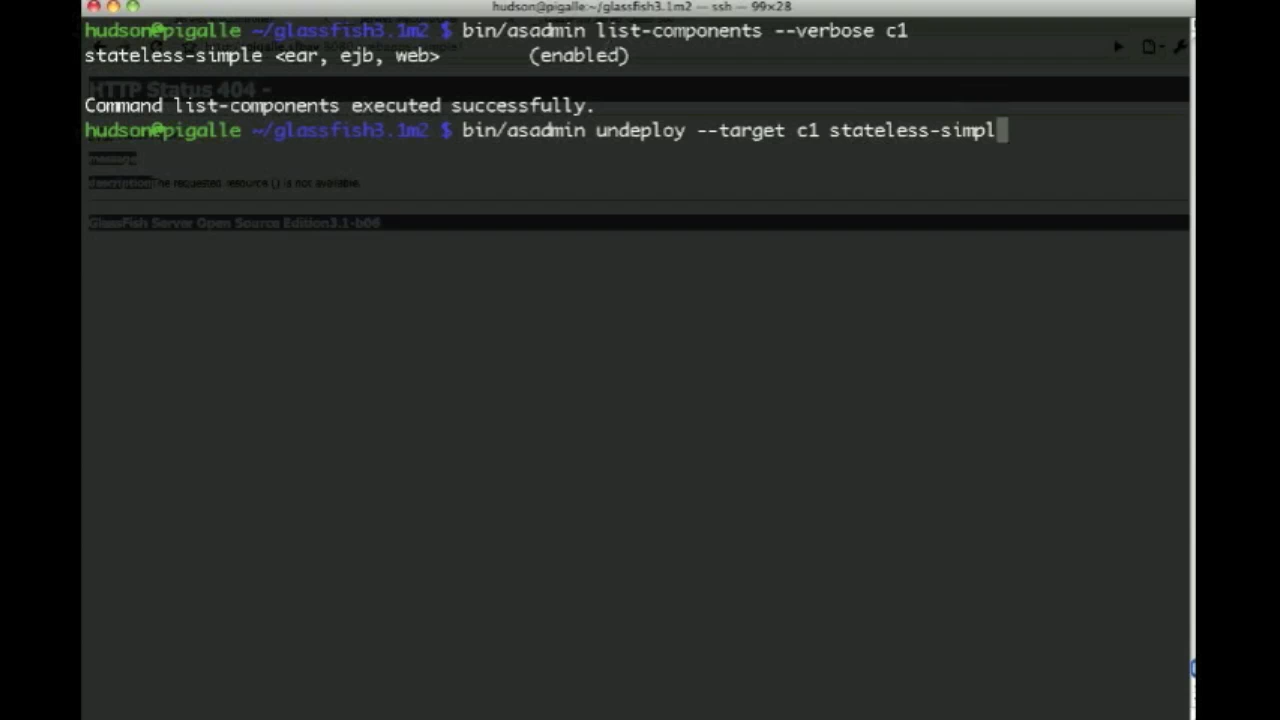 hudson@pigalle:~/glassfish3.1m2 — ssh — 99×28
hudson@pigalle ~/glassfish3.1m2 $ bin/asadmin list-components --verbose c1
stateless-simple <ear, ejb, web> (enabled)
HTTP Status 404 -
Command list-components executed successfully.
hudson@pigalle ~/glassfish3.1m2 $ bin/asadmin undeploy --target c1 stateless-simpl
message
description The requested resource () is not available.
GlassFish Server Open Source Edition3.1-b06